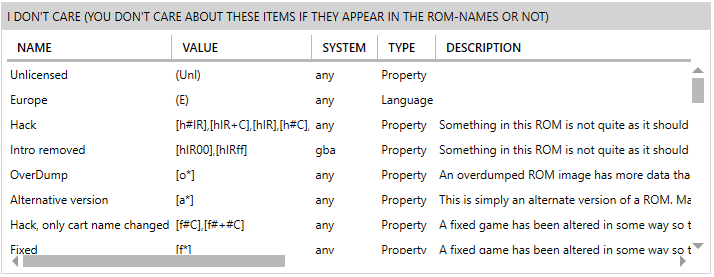 I DON'T CARE (YOU DON'T CARE ABOUT THESE ITEMS IF THEY APPEAR IN THE ROM-NAMES OR NOT)
NAME VALUE SYSTEM TYPE DESCRIPTION
Unlicensed (Unl) any Property
Europe (E) any Language
Hack [h#IR],[hIR+C],[hIR],[h#C], any Property Something in this ROM is not quite as it should
Intro removed [hIR00],[hIRff] gba Property Something in this ROM is not quite as it should
OverDump [o*] any Property An overdumped ROM image has more data tha
Alternative version [a*] any Property This is simply an alternate version of a ROM. Ma
Hack, only cart name changed [f#C],[f#+#C] any Property A fixed game has been altered in some way so t
Fixed [f*] any Property A fixed game has been altered in some way so t